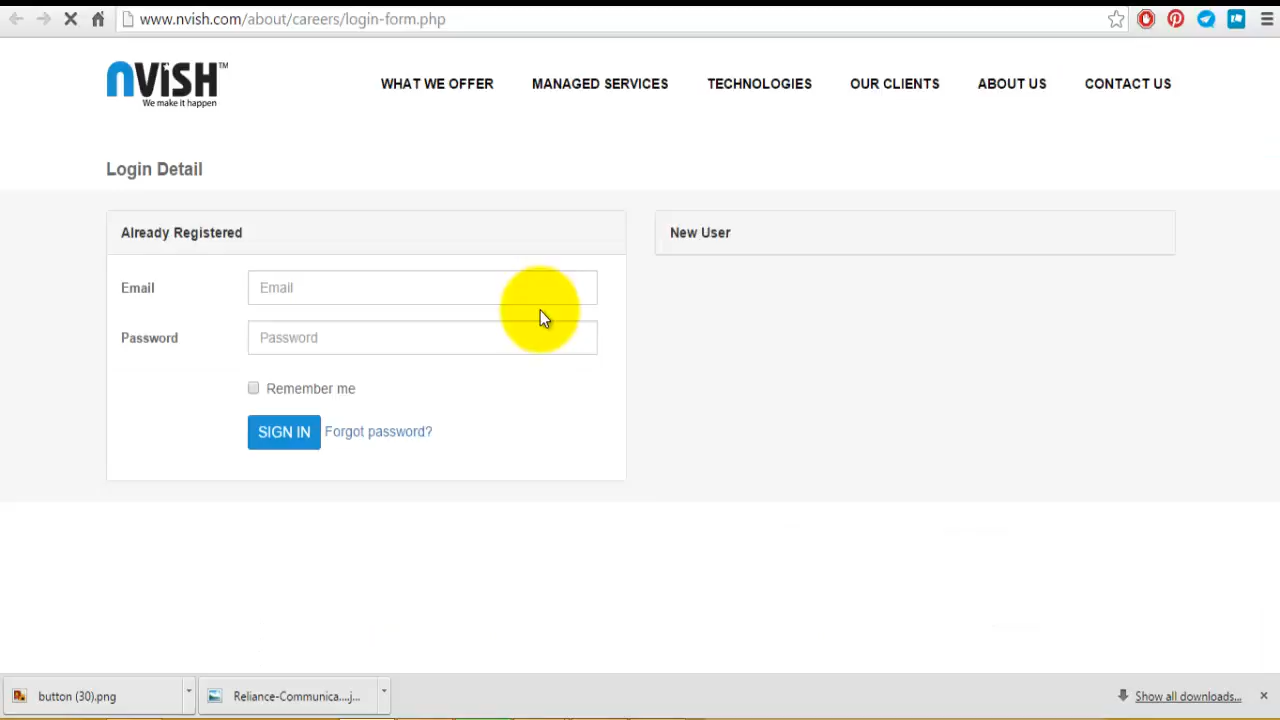 www.nvish.com/about/careers/login-form.php
nVISH™
We make it happen
WHAT WE OFFER MANAGED SERVICES TECHNOLOGIES OUR CLIENTS ABOUT US CONTACT US
Login Detail
Already Registered
New User
Email Email
Password Password
Remember me
SIGN IN Forgot password?
button (30).png Reliance-Communica....j... Show all downloads...